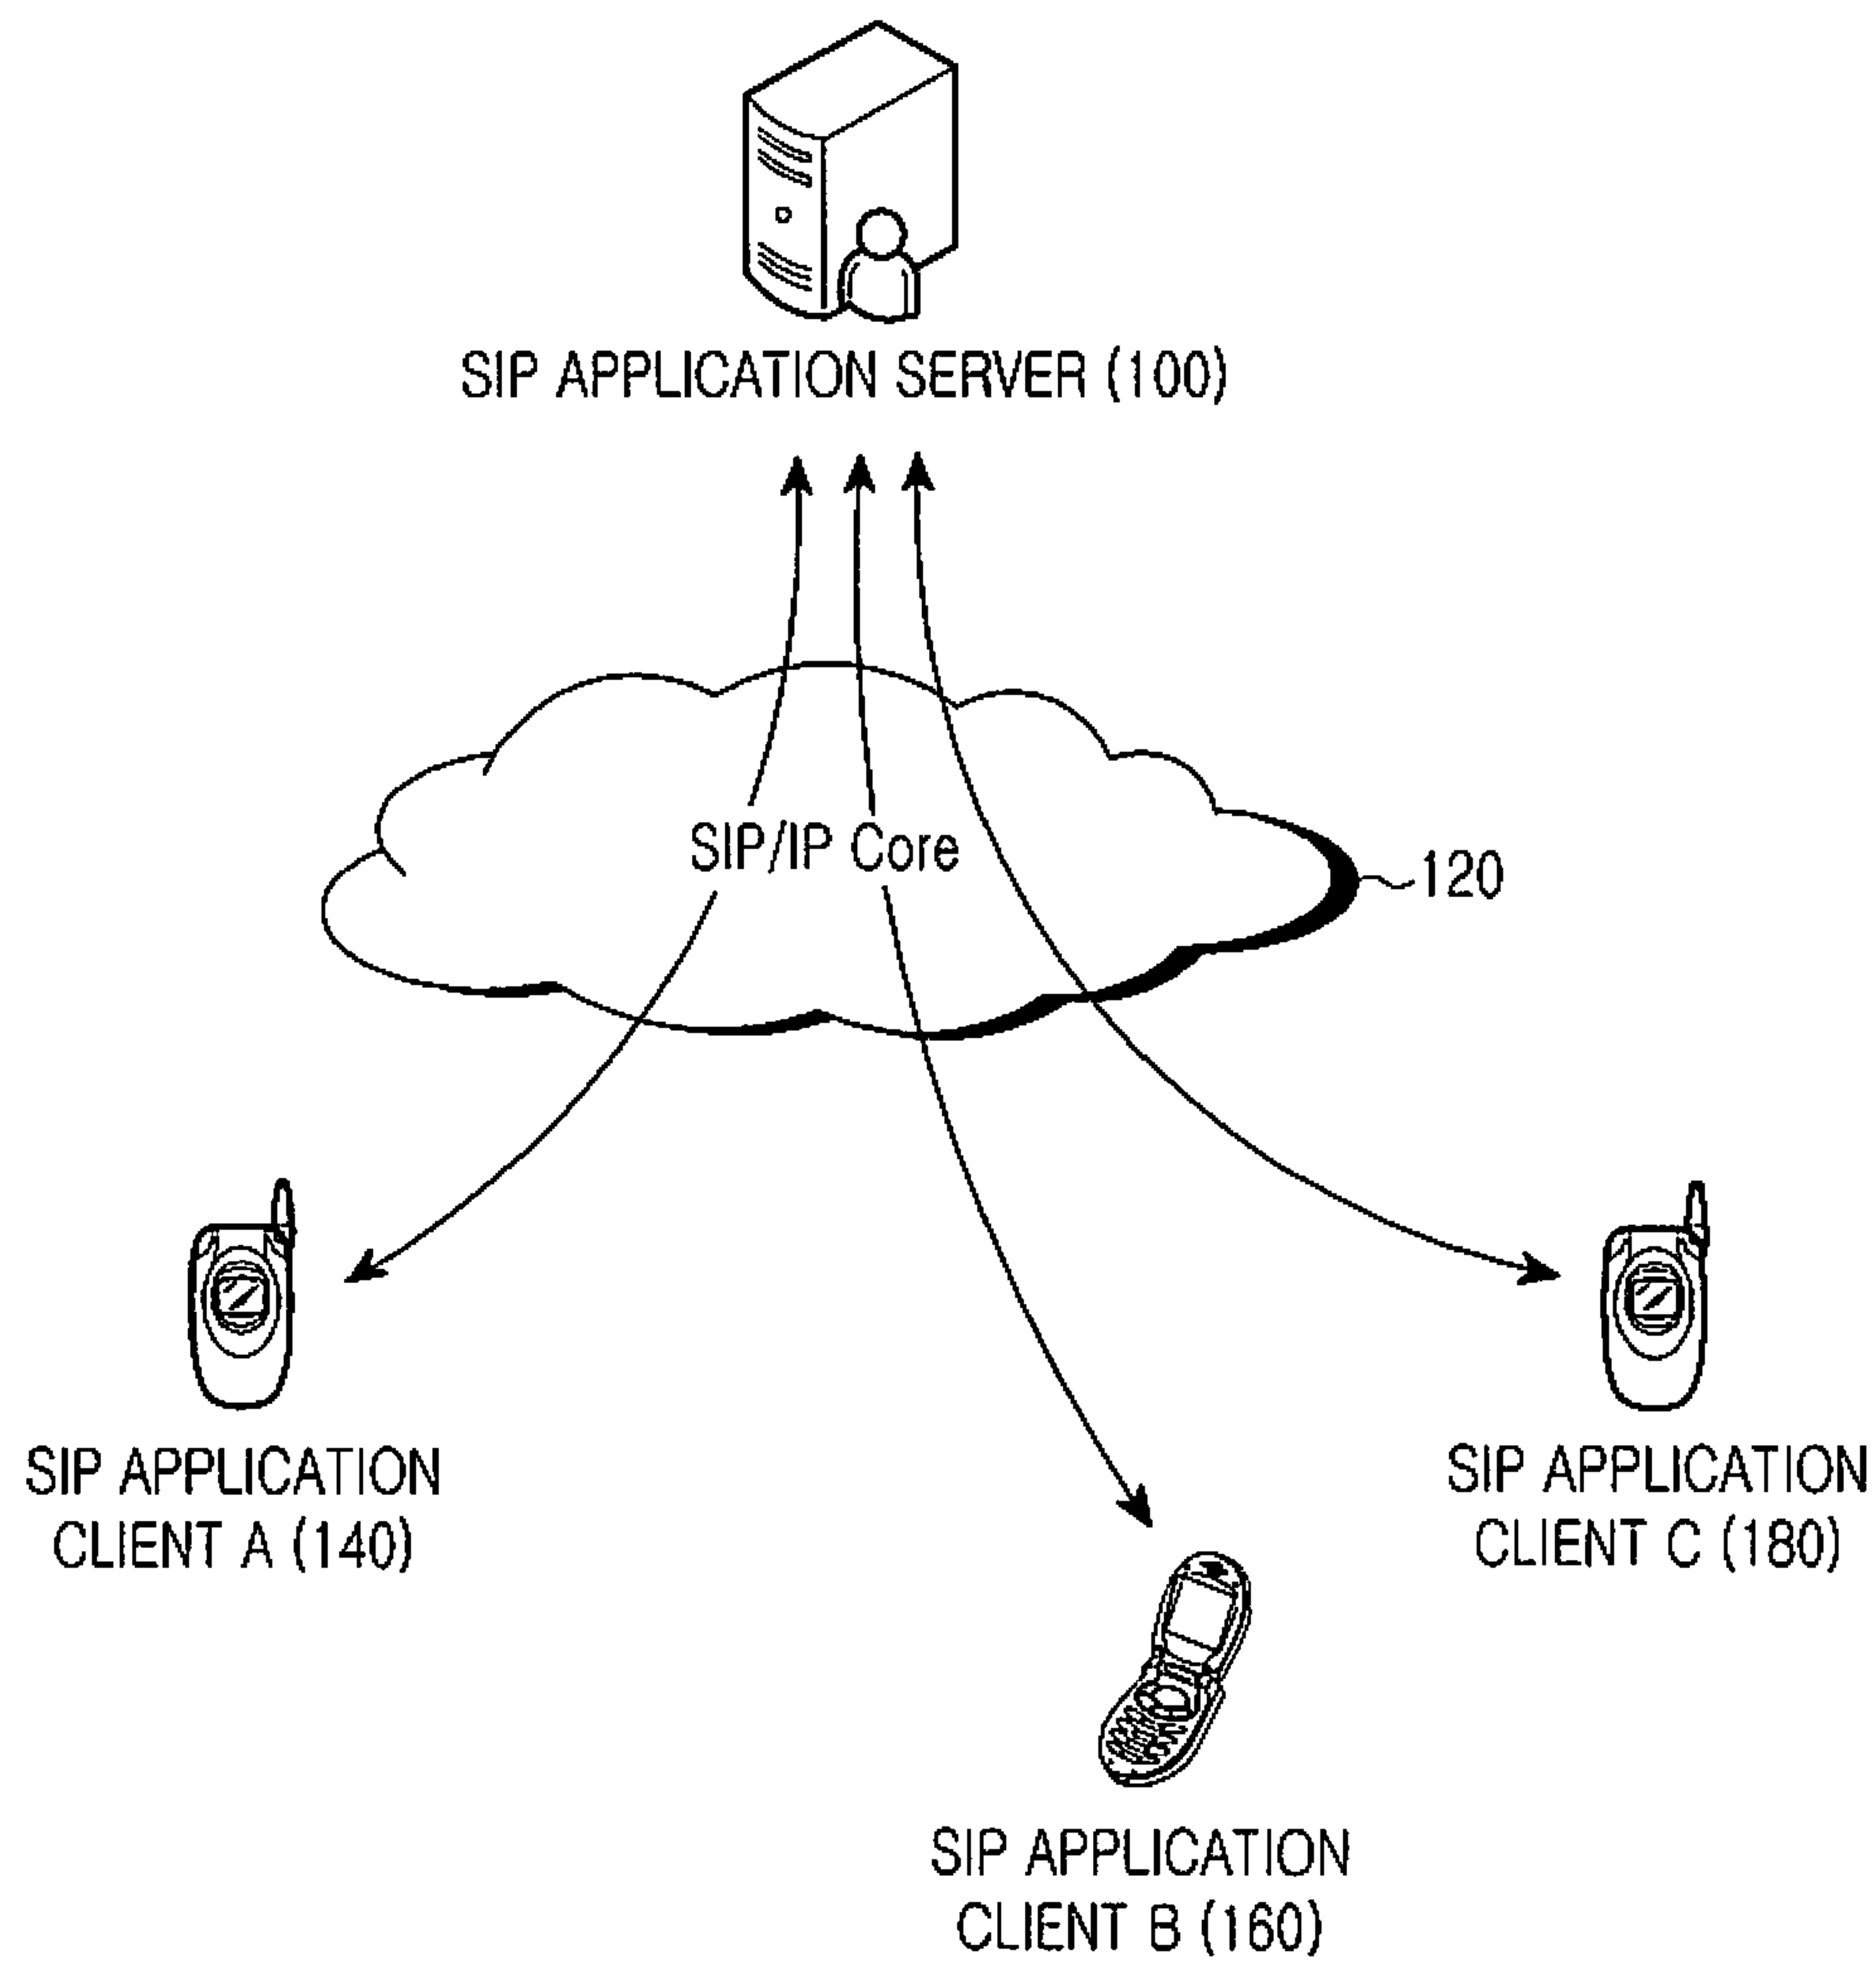 SIP APPLICATION SERVER (100)
SIP/IP Core
120
SIP APPLICATION
CLIENT A (140)
SIP APPLICATION
CLIENT C (180)
SIP APPLICATION
CLIENT B (160)